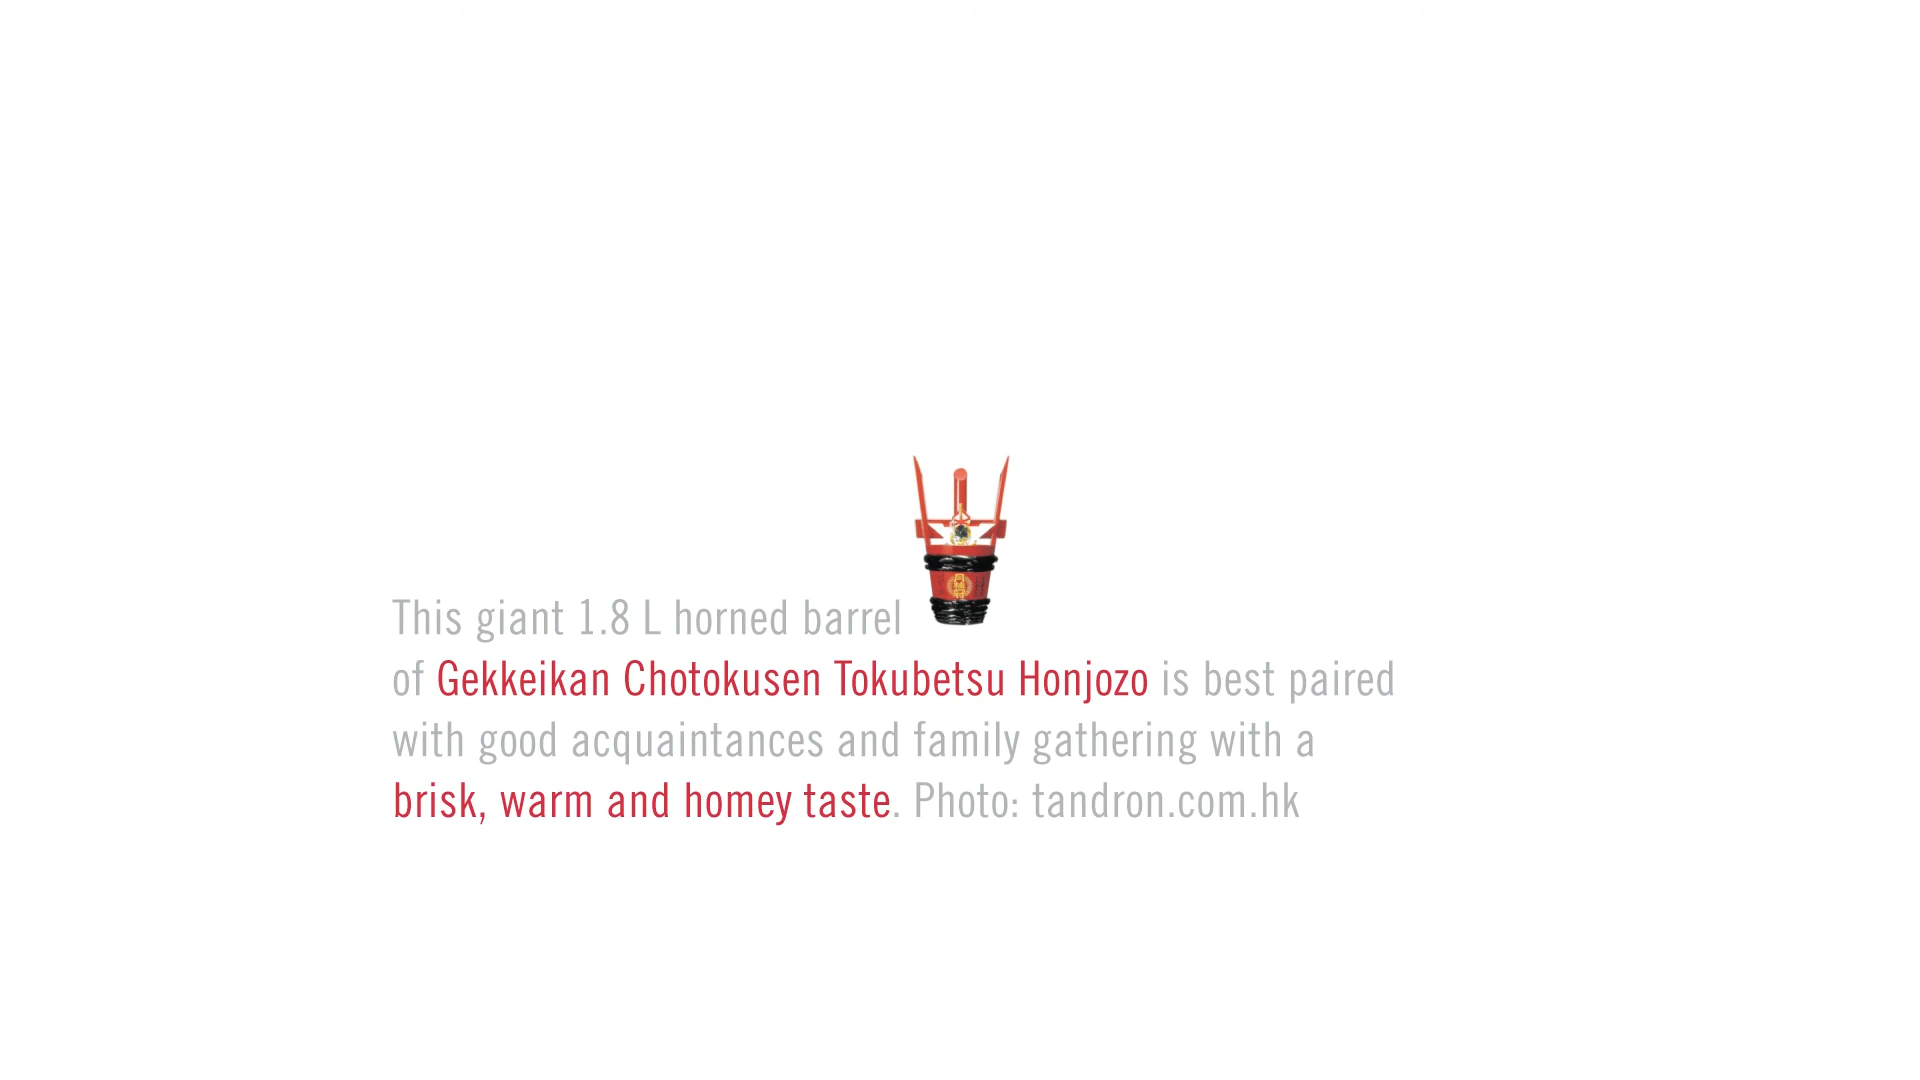 This giant 1.8 L horned barrel
of Gekkeikan Chotokusen Tokubetsu Honjozo is best paired
with good acquaintances and family gathering with a
brisk, warm and homey taste. Photo: tandron.com.hk